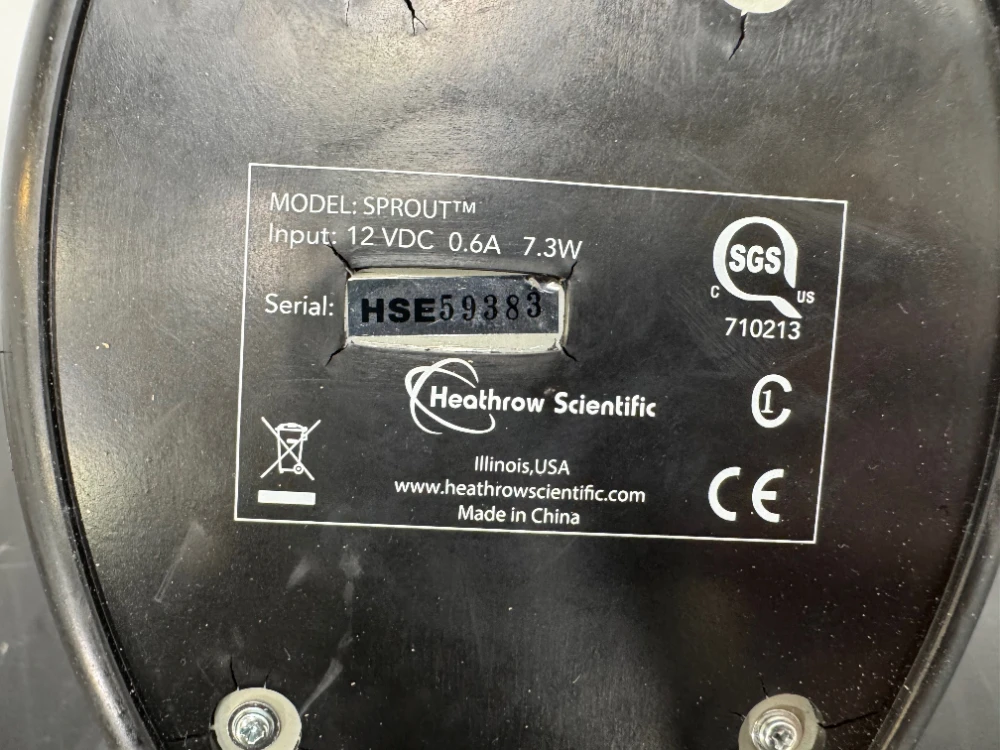 MODEL: SPROUT™
Input: 12 VDC 0.6A 7.3W
Serial: HSE59383
SGS
C US
710213
Heathrow Scientific
1
Illinois,USA
www.heathrowscientific.com
CE
Made in China